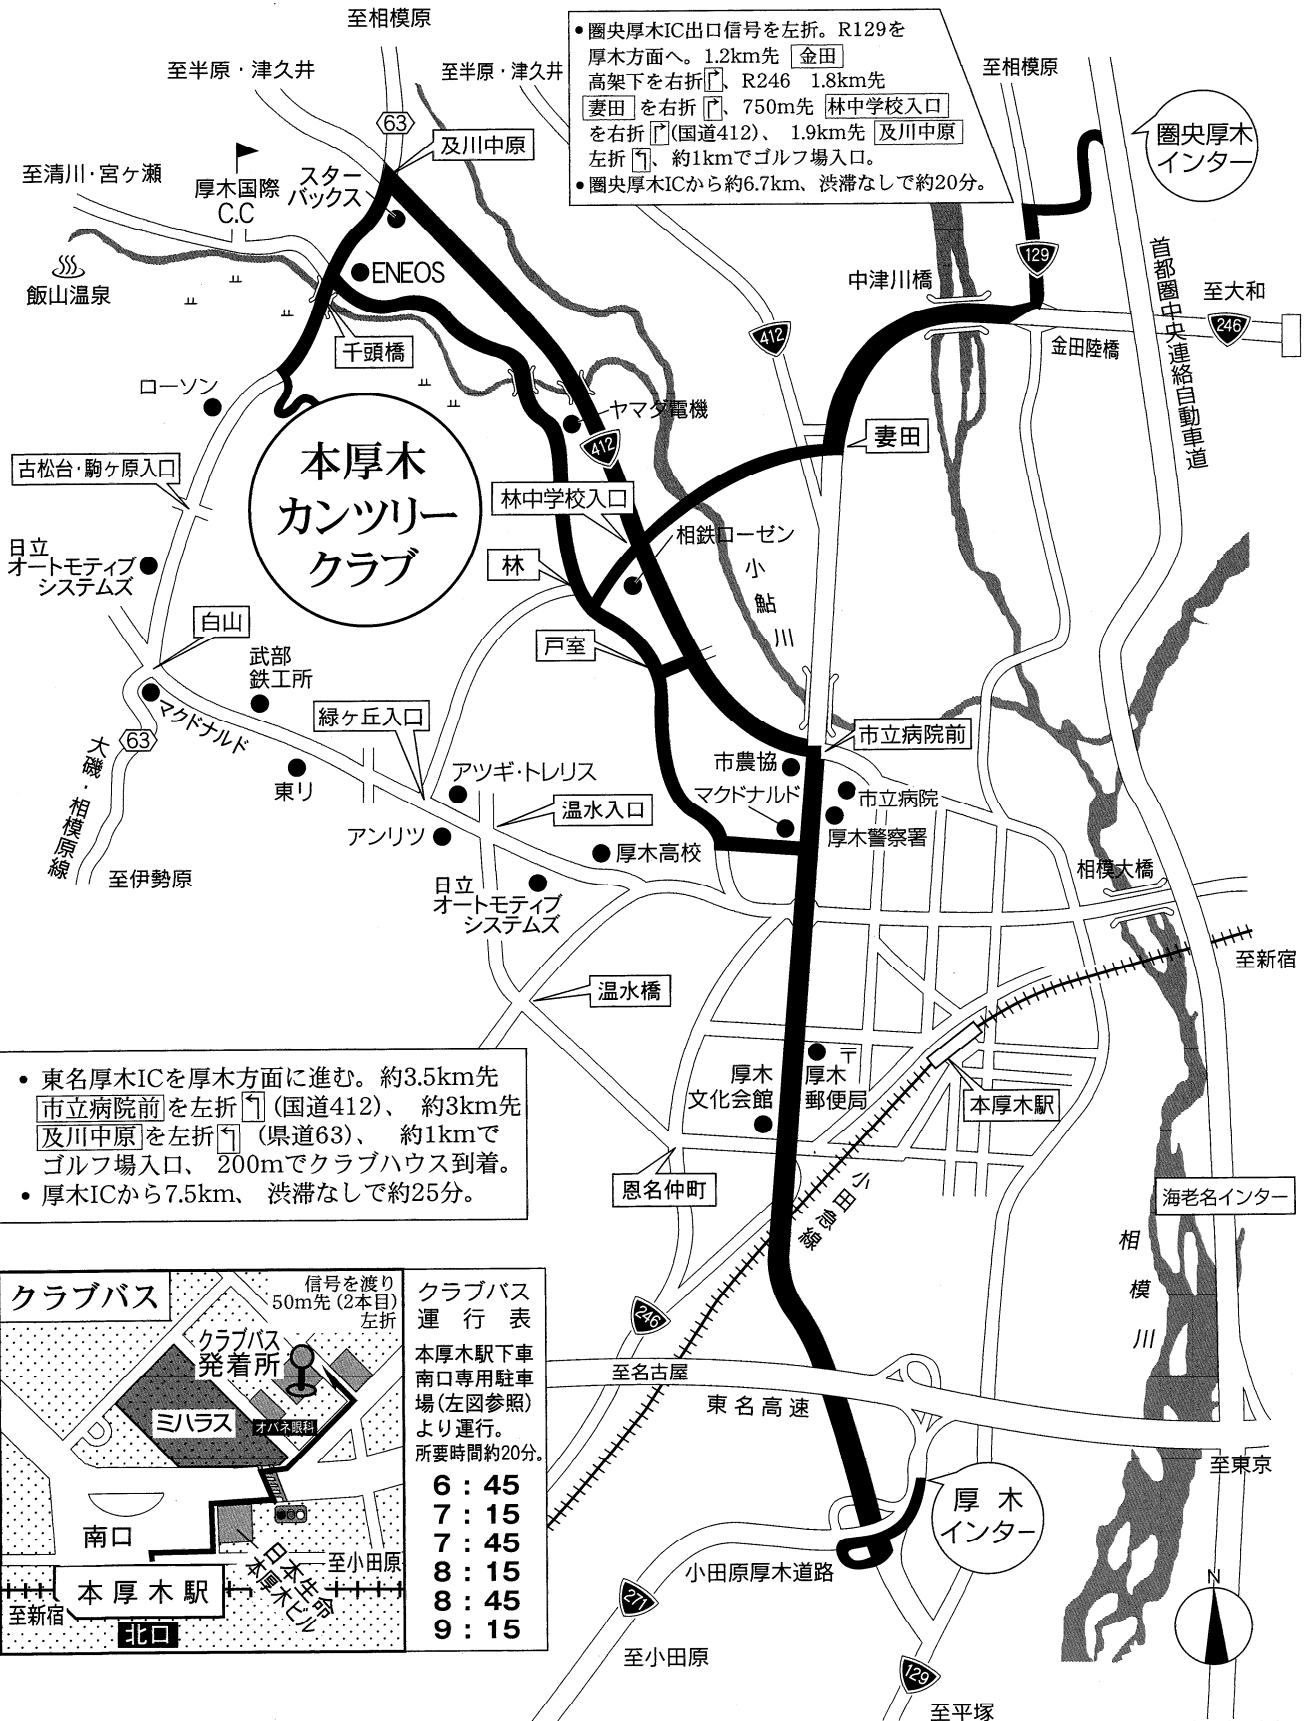 至相模原
• 圏央厚木IC出口信号を左折。R129を
厚木方面へ。1.2km先 金田
高架下を右折、R246 1.8km先
妻田 を右折、750m先 林中学校入口
を右折(国道412)、1.9km先 及川中原
左折、約1kmでゴルフ場入口。
• 圏央厚木ICから約6.7km、渋滞なしで約20分。
至半原・津久井
至半原・津久井
至相模原
63
及川中原
圏央厚木
インター
至清川・宮ヶ瀬
厚木国際
C.C
スター
バックス
飯山温泉
ENEOS
129
中津川橋
首都圏中央連絡自動車道
至大和
246
金田陸橋
412
千頭橋
ローソン
ヤマダ電機
412
妻田
古松台・駒ヶ原入口
本厚木
カンツリー
クラブ
林中学校入口
相鉄ローゼン
日立
オートモティブ
システムズ
林
小鮎川
白山
戸室
武部
鉄工所
マクドナルド
緑ヶ丘入口
63
大磯・相模原線
市立病院前
東リ
アツギ・トレリス
市農協
マクドナルド
市立病院
温水入口
アンリツ
厚木警察署
厚木高校
相模大橋
至伊勢原
日立
オートモティブ
システムズ
至新宿
温水橋
• 東名厚木ICを厚木方面に進む。約3.5km先
市立病院前 を左折 (国道412)、 約3km先
及川中原 を左折 (県道63)、 約1kmで
ゴルフ場入口、 200mでクラブハウス到着。
• 厚木ICから7.5km、 渋滞なしで約25分。
〒
厚木
文化会館
厚木
郵便局
本厚木駅
恩名仲町
小田急線
海老名インター
相模川
クラブバス
信号を渡り
50m先(2本目)
左折
クラブバス
発着所
ミハラス
オバネ眼科
南口
日本生命
本厚木ビル
至小田原
本厚木駅
至新宿
北口
クラブバス
運行表
本厚木駅下車
南口専用駐車
場(左図参照)
より運行。
所要時間約20分。
6：45
7：15
7：45
8：15
8：45
9：15
246
至名古屋
東名高速
至東京
厚木
インター
小田原厚木道路
271
至小田原
129
至平塚
N